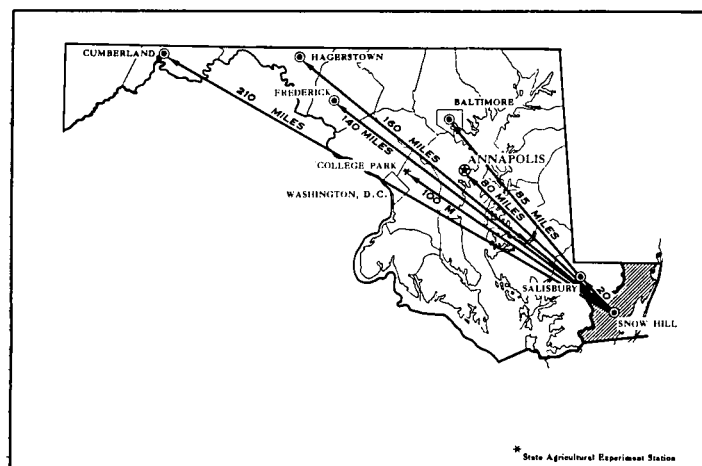 CUMBERLAND
HAGERSTOWN
FREDERICK
BALTIMORE
210 MILES
140 MILES
160 MILES
ANNAPOLIS
COLLEGE PARK
100 M
80 MILES
85 MILES
WASHINGTON, D.C.
SALISBURY
20
SNOW HILL
* State Agricultural Experiment Station